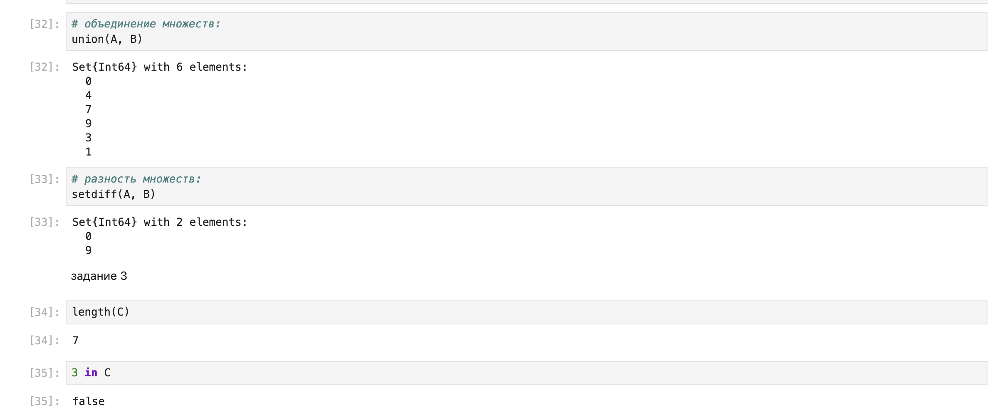 [32]: # объединение множеств:
union(A, B)
[32]: Set{Int64} with 6 elements:
0
4
7
9
3
1
[33]: # разность множеств:
setdiff(A, B)
[33]: Set{Int64} with 2 elements:
0
9
задание 3
[34]: length(C)
[34]: 7
[35]: 3 in C
[35]: false